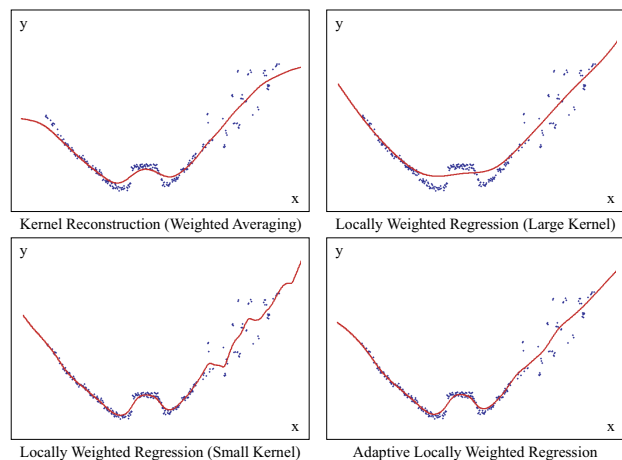 y
x
Kernel Reconstruction (Weighted Averaging)
y
x
Locally Weighted Regression (Large Kernel)
y
x
Locally Weighted Regression (Small Kernel)
y
x
Adaptive Locally Weighted Regression